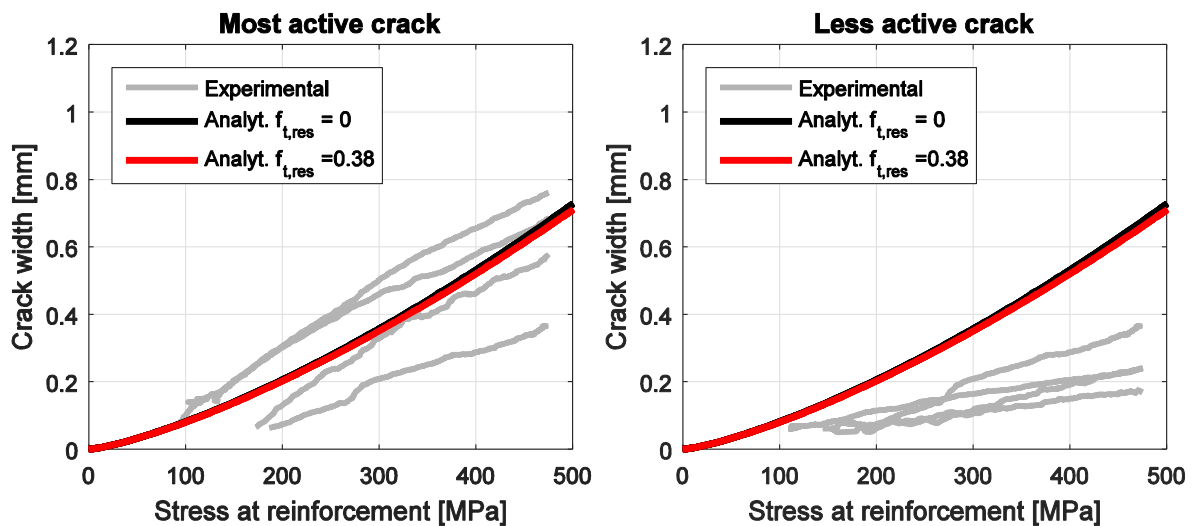 Most active crack
1.2
1
0.8
0.6
0.4
0.2
0
Crack width [mm]
Experimental
Analyt. f_t,res = 0
Analyt. f_t,res =0.38
0 100 200 300 400 500
Stress at reinforcement [MPa]
Less active crack
1.2
1
0.8
0.6
0.4
0.2
0
Crack width [mm]
Experimental
Analyt. f_t,res = 0
Analyt. f_t,res =0.38
0 100 200 300 400 500
Stress at reinforcement [MPa]